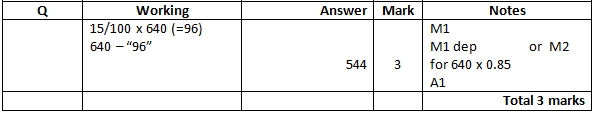 Q Working Answer Mark Notes
15/100 x 640 (=96) M1
640 – “96” M1 dep or M2
544 3 for 640 x 0.85
A1
Total 3 marks